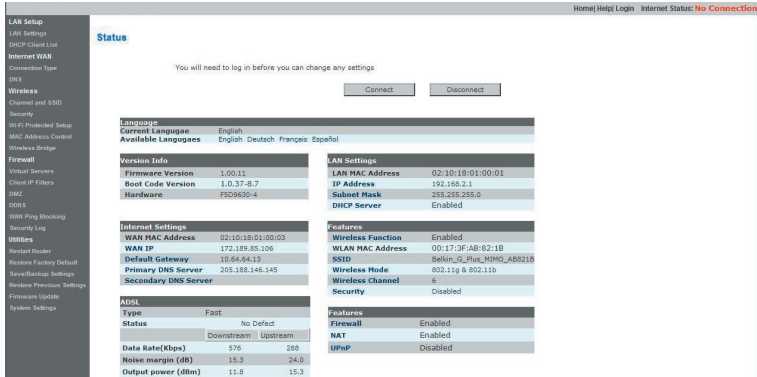 Home| Help| Login Internet Status: No Connection
LAN Setup
LAN Settings
DHCP Client List
Internet WAN
Connection Type
DNS
Wireless
Channel and SSID
Security
Wi-Fi Protected Setup
MAC Address Control
Wireless Bridge
Firewall
Virtual Servers
Client IP Filters
DMZ
DDNS
WAN Ping Blocking
Security Log
Utilities
Restart Router
Restore Factory Default
Save/Backup Settings
Restore Previous Settings
Firmware Update
System Settings
Status
You will need to log in before you can change any settings
Connect Disconnect
Language
Current Langugae English
Available Langugaes English Deutsch Français Español
Version Info
Firmware Version 1.00.11
Boot Code Version 1.0.37-8.7
Hardware F5D9630-4
LAN Settings
LAN MAC Address 02:10:18:01:00:01
IP Address 192.168.2.1
Subnet Mask 255.255.255.0
DHCP Server Enabled
Internet Settings
WAN MAC Address 02:10:18:01:00:03
WAN IP 172.189.85.106
Default Gateway 10.64.64.13
Primary DNS Server 205.188.146.145
Secondary DNS Server
Features
Wireless Function Enabled
WLAN MAC Address 00:17:3F:AB:82:1B
SSID Belkin_G_Plus_MIMO_AB821B
Wireless Mode 802.11g & 802.11b
Wireless Channel 6
Security Disabled
ADSL
Type Fast
Status No Defect
Downstream Upstream
Data Rate(Kbps) 576 288
Noise margin (dB) 15.3 24.0
Output power (dBm) 11.8 15.3
Features
Firewall Enabled
NAT Enabled
UPnP Disabled